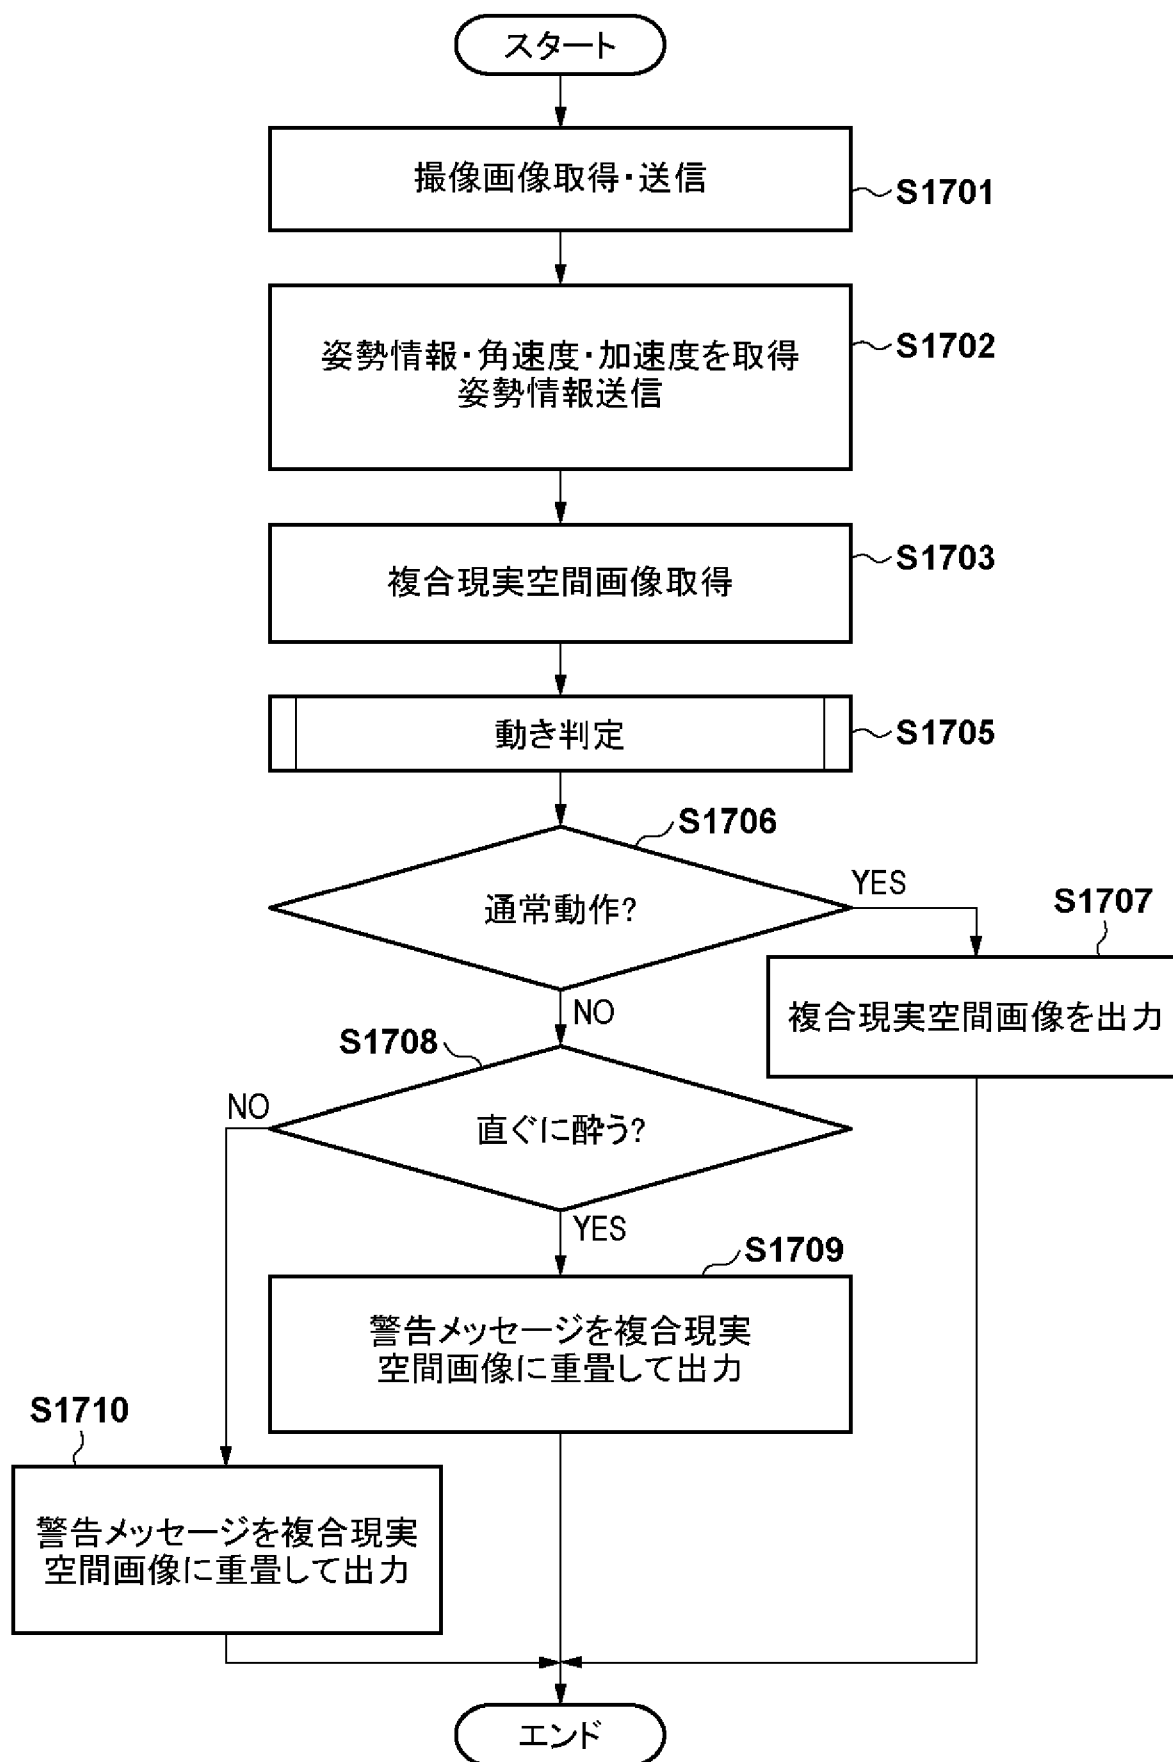 スタート
撮像画像取得・送信
S1701
姿勢情報・角速度・加速度を取得
姿勢情報送信
S1702
複合現実空間画像取得
S1703
動き判定
S1705
S1706
通常動作?
YES
S1707
複合現実空間画像を出力
NO
S1708
直ぐに酔う?
NO
YES
S1709
警告メッセージを複合現実
空間画像に重畳して出力
S1710
警告メッセージを複合現実
空間画像に重畳して出力
エンド